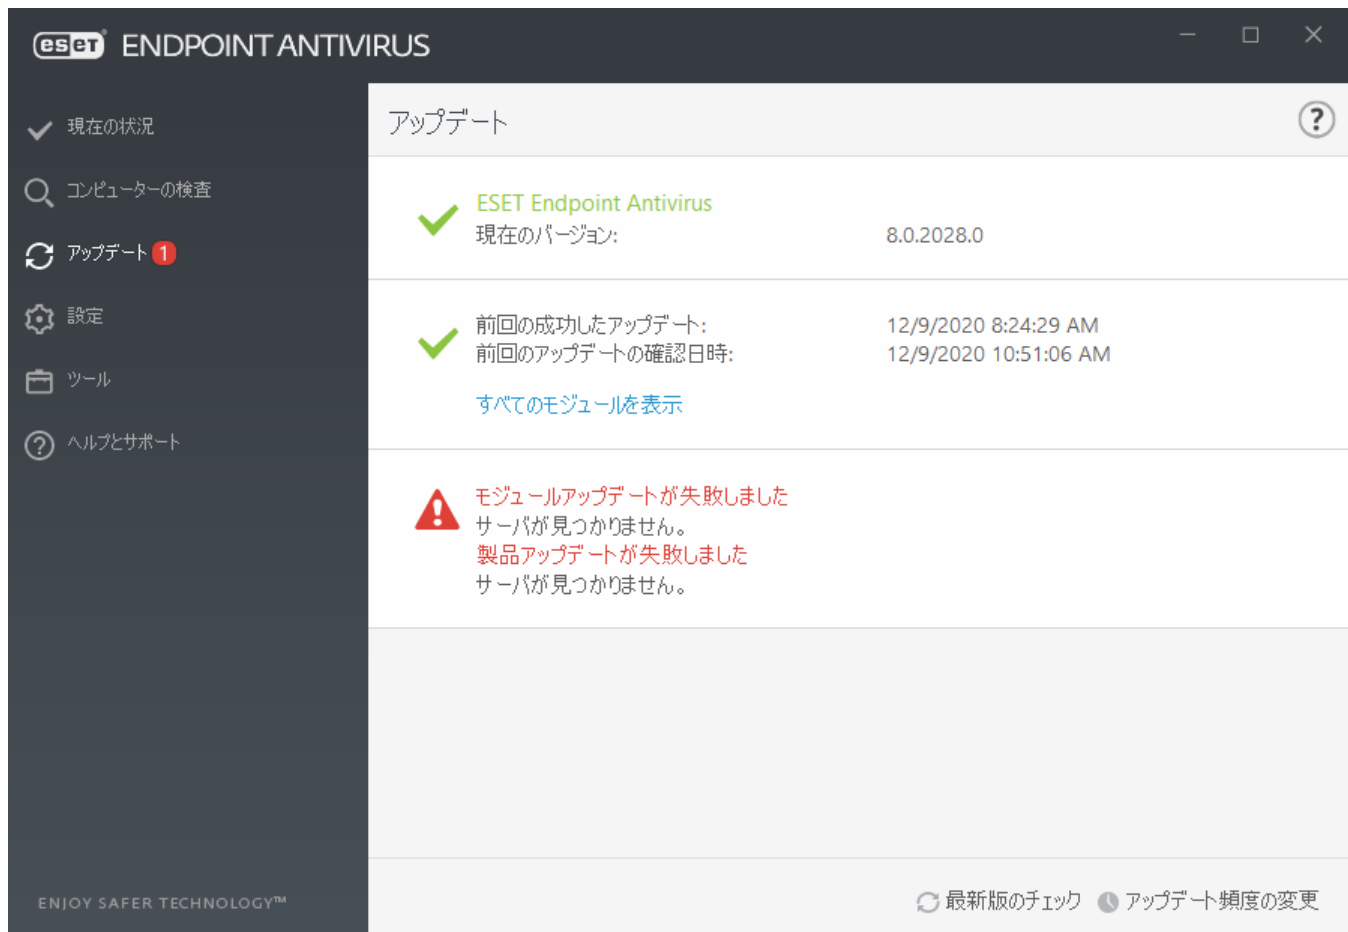 eset ENDPOINT ANTIVIRUS
現在の状況
コンピューターの検査
アップデート 1
設定
ツール
ヘルプとサポート
ENJOY SAFER TECHNOLOGY™
アップデート
?
ESET Endpoint Antivirus
現在のバージョン: 8.0.2028.0
前回の成功したアップデート: 12/9/2020 8:24:29 AM
前回のアップデートの確認日時: 12/9/2020 10:51:06 AM
すべてのモジュールを表示
モジュールアップデートが失敗しました
サーバが見つかりません。
製品アップデートが失敗しました
サーバが見つかりません。
最新版のチェック アップデート頻度の変更